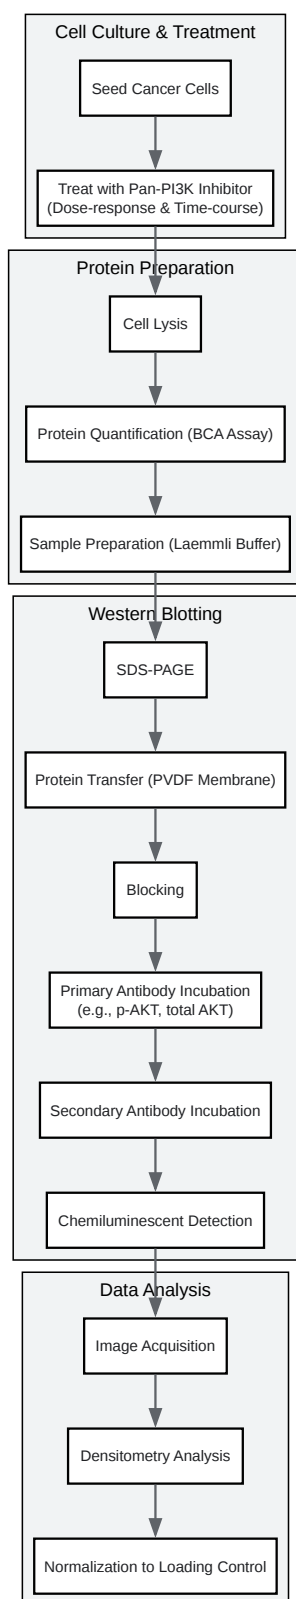 Cell Culture & Treatment
Seed Cancer Cells
Treat with Pan-PI3K Inhibitor
(Dose-response & Time-course)
Protein Preparation
Cell Lysis
Protein Quantification (BCA Assay)
Sample Preparation (Laemmli Buffer)
Western Blotting
SDS-PAGE
Protein Transfer (PVDF Membrane)
Blocking
Primary Antibody Incubation
(e.g., p-AKT, total AKT)
Secondary Antibody Incubation
Chemiluminescent Detection
Data Analysis
Image Acquisition
Densitometry Analysis
Normalization to Loading Control